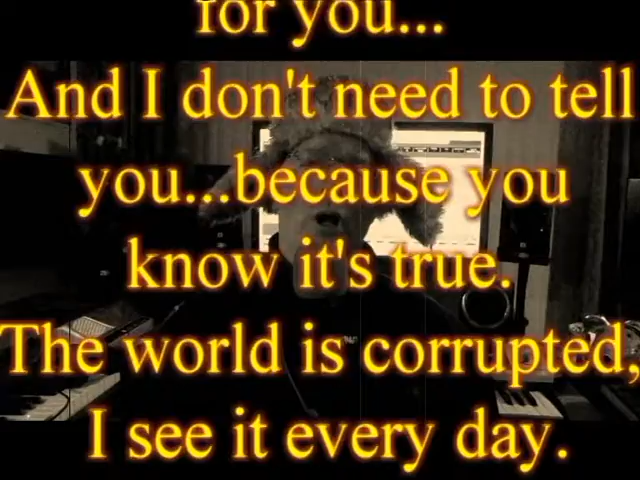 for you...
And I don't need to tell
you...because you
know it's true.
The world is corrupted,
I see it every day.